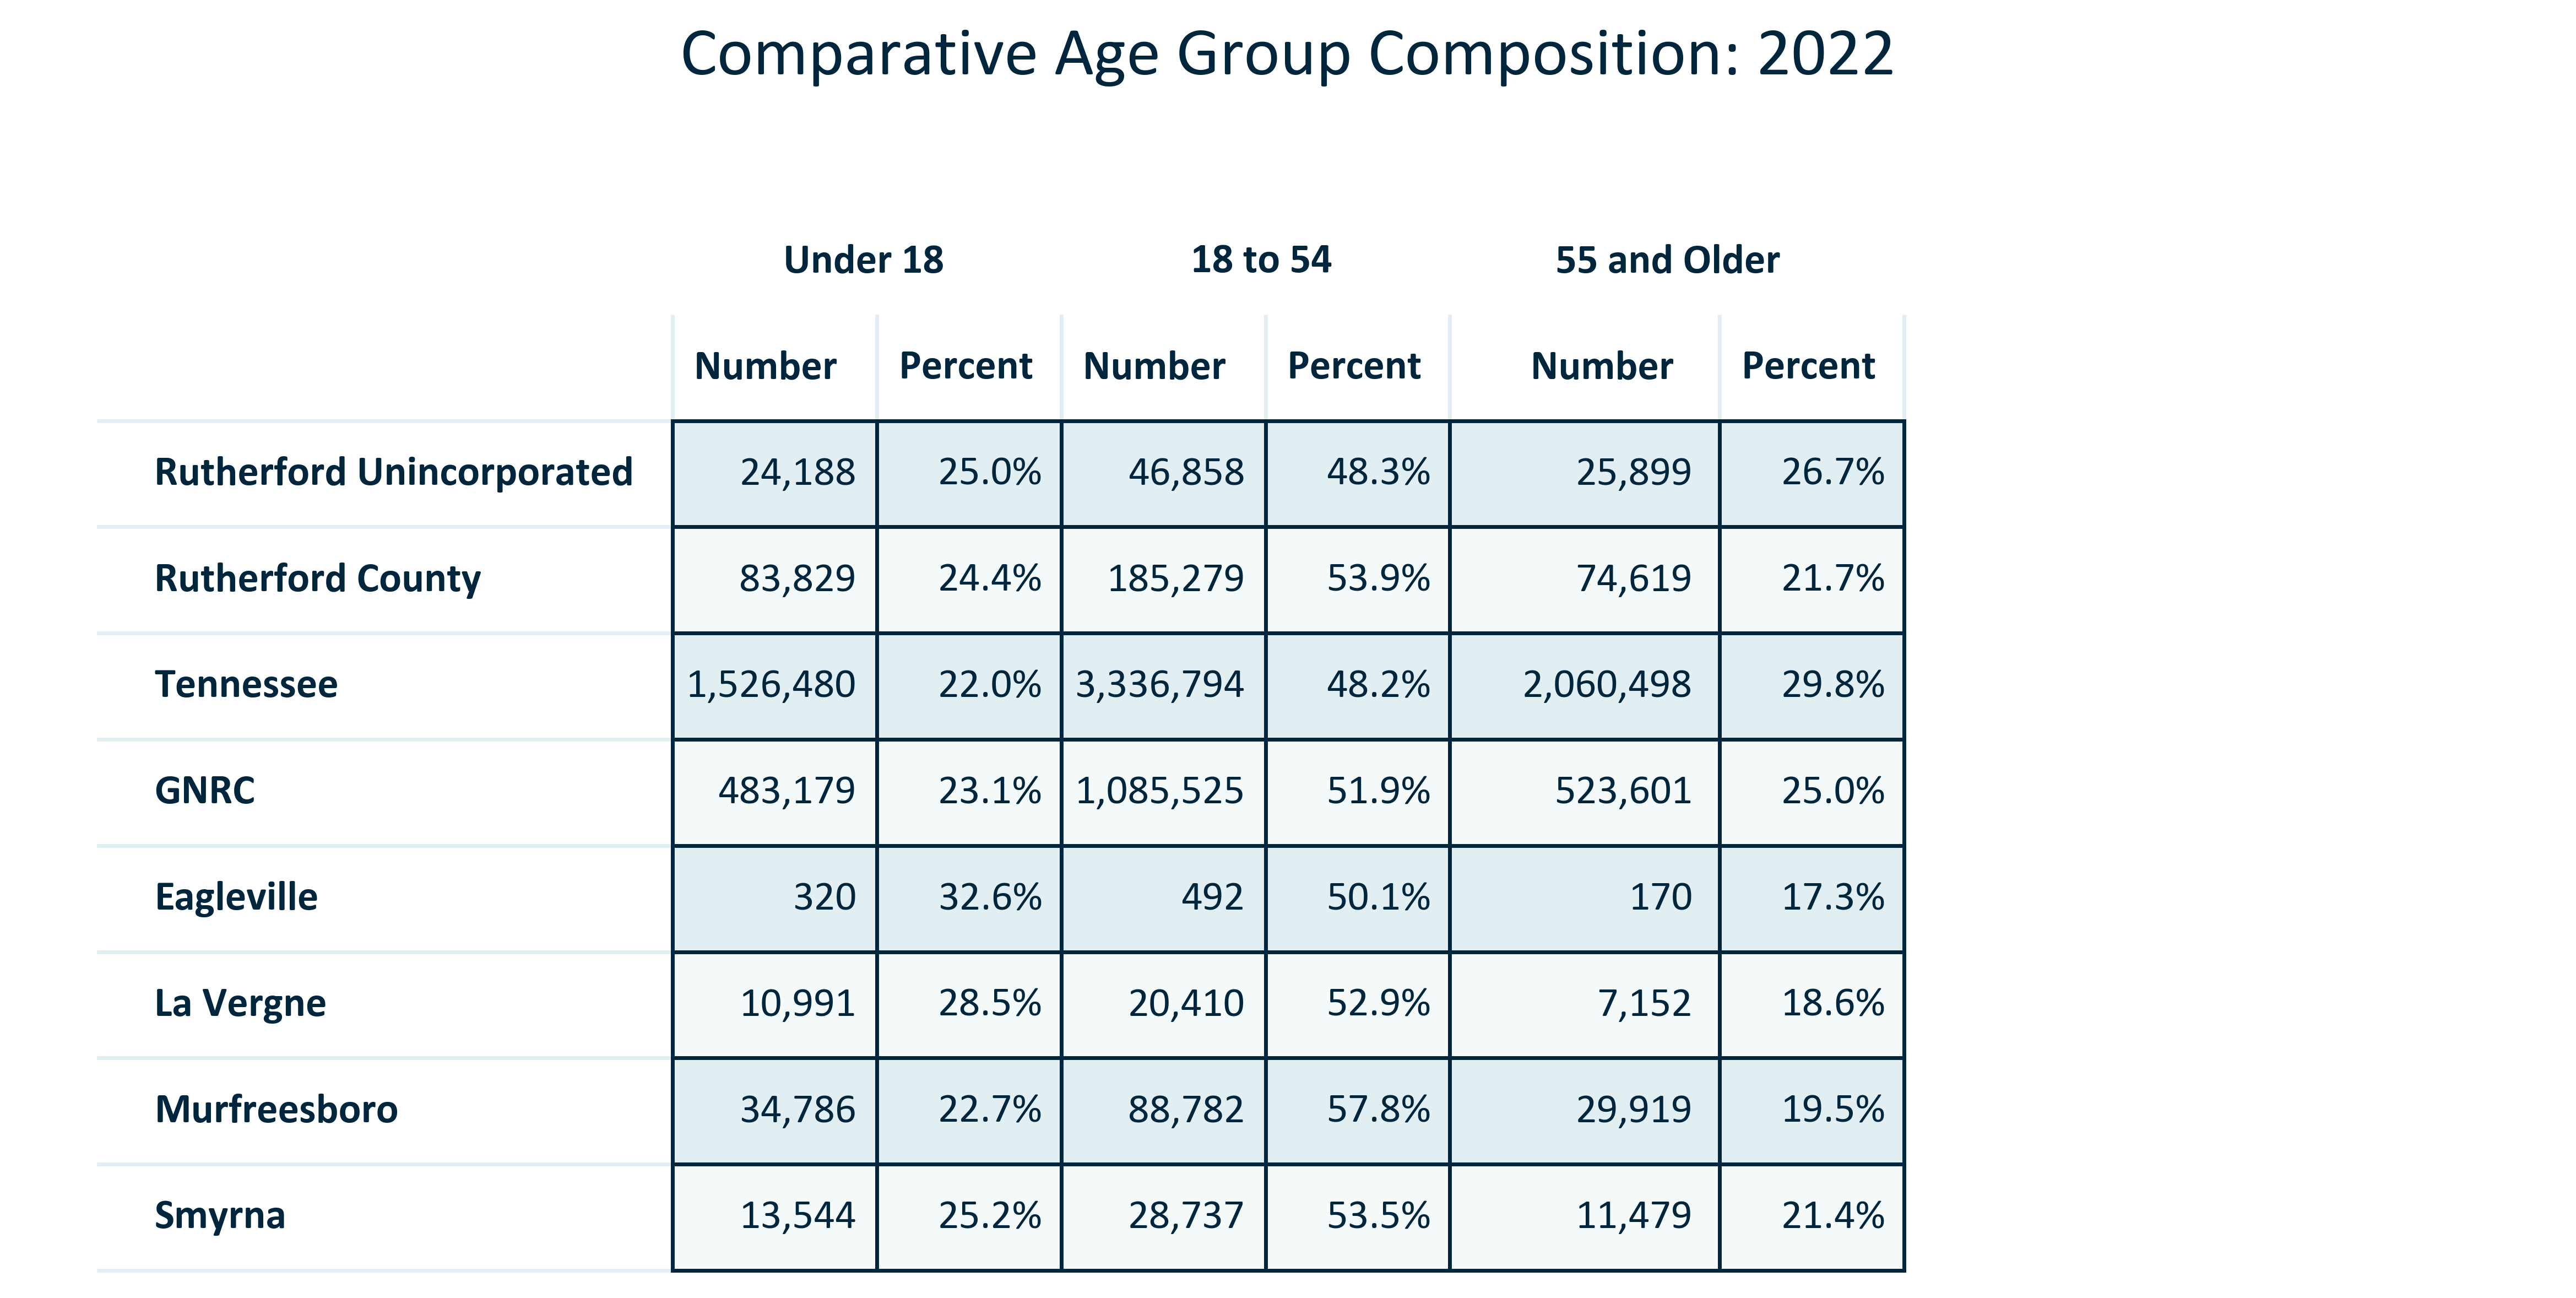 Comparative Age Group Composition: 2022
Under 18 18 to 54 55 and Older
Number Percent Number Percent Number Percent
Rutherford Unincorporated 24,188 25.0% 46,858 48.3% 25,899 26.7%
Rutherford County 83,829 24.4% 185,279 53.9% 74,619 21.7%
Tennessee 1,526,480 22.0% 3,336,794 48.2% 2,060,498 29.8%
GNRC 483,179 23.1% 1,085,525 51.9% 523,601 25.0%
Eagleville 320 32.6% 492 50.1% 170 17.3%
La Vergne 10,991 28.5% 20,410 52.9% 7,152 18.6%
Murfreesboro 34,786 22.7% 88,782 57.8% 29,919 19.5%
Smyrna 13,544 25.2% 28,737 53.5% 11,479 21.4%